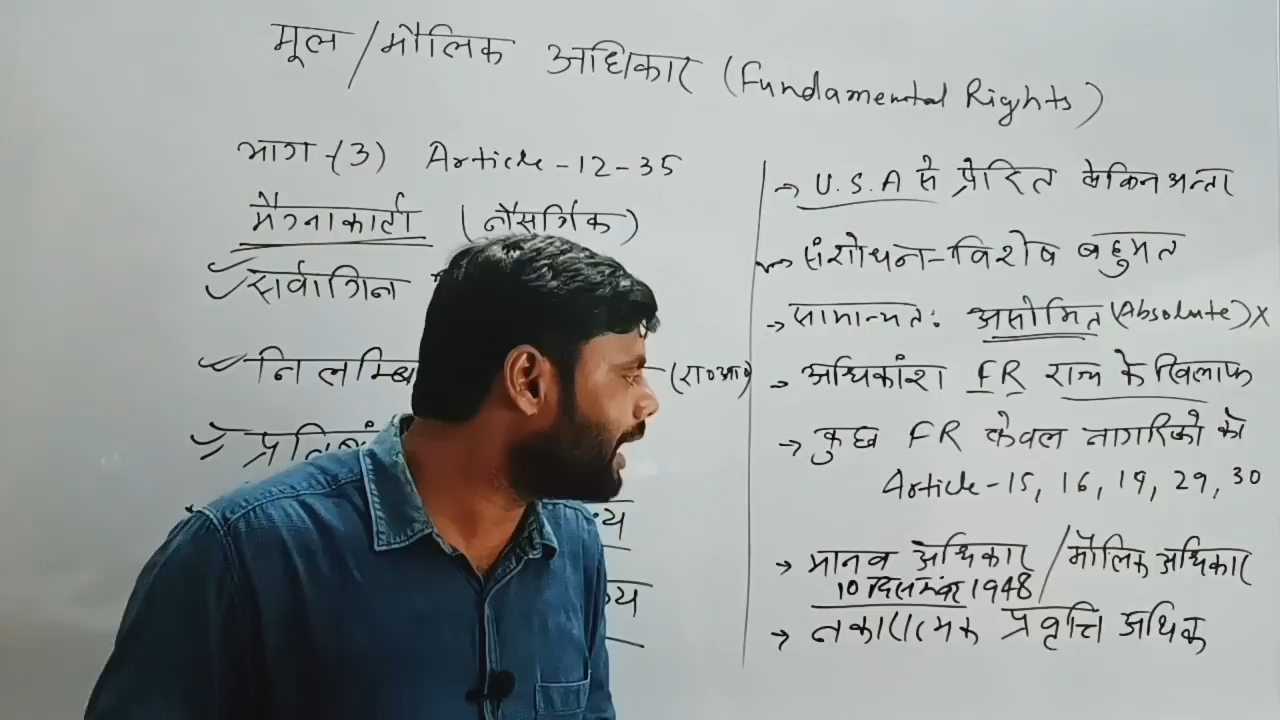 मूल / मौलिक अधिकार (Fundamental Rights)
भाग -(3) Article -12-35
मैग्नाकार्टा (नैसर्गिक)
सर्वांगिन
निलम्बि
(रा०आ०)
प्रतिबं
→ U.S.A से प्रेरित लेकिन अन्तर
→ संशोधन - विशेष बहुमत
→ सामान्यतः असीमित (Absolute) X
→ अधिकांश FR राज्य के खिलाफ
→ कुछ FR केवल नागरिको को
Article - 15, 16, 19, 29, 30
→ मानव अधिकार / मौलिक अधिकार
10 दिसम्बर 1948
→ नकारात्मक प्रवृत्ति अधिक